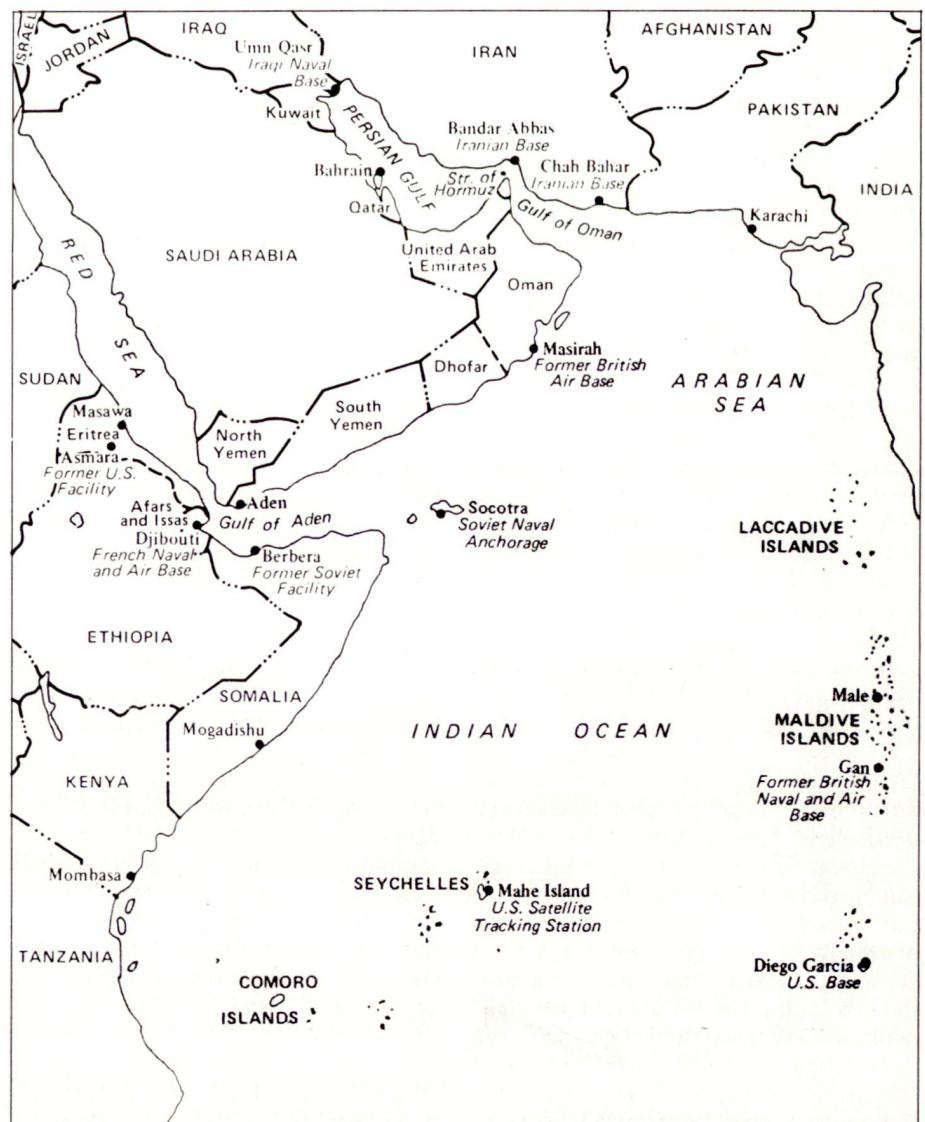 ISRAEL
JORDAN
IRAQ
Umn Qasr
Iraqi Naval
Base
IRAN
AFGHANISTAN
PAKISTAN
INDIA
Kuwait
PERSIAN GULF
Bandar Abbas
Iranian Base
Chah Bahar
Iranian Base
Bahrain
Str. of
Hormuz
Qatar
Gulf of Oman
Karachi
United Arab
Emirates
SAUDI ARABIA
RED SEA
Oman
Masirah
Former British
Air Base
Dhofar
ARABIAN
SEA
SUDAN
South
Yemen
North
Yemen
Masawa
Eritrea
Asmara
Former U.S.
Facility
Afars
and Issas
Djibouti
French Naval
and Air Base
Aden
Gulf of Aden
Berbera
Former Soviet
Facility
Socotra
Soviet Naval
Anchorage
LACCADIVE
ISLANDS
ETHIOPIA
SOMALIA
Mogadishu
INDIAN OCEAN
Male
MALDIVE
ISLANDS
Gan
Former British
Naval and Air
Base
KENYA
Mombasa
SEYCHELLES
Mahe Island
U.S. Satellite
Tracking Station
TANZANIA
COMORO
ISLANDS
Diego Garcia
U.S. Base